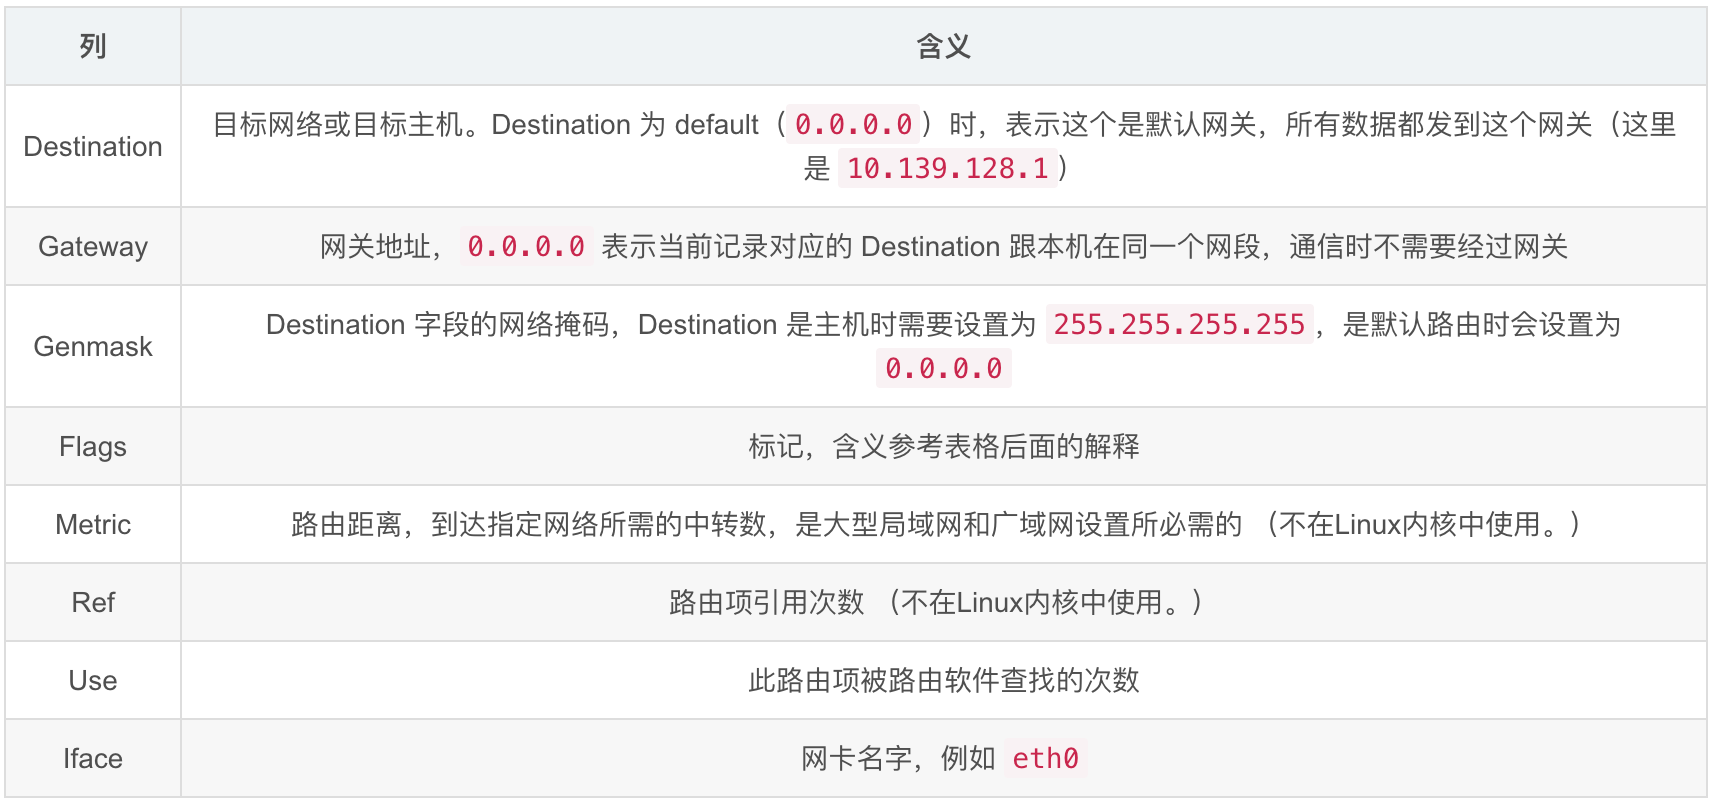 列
含义
Destination
目标网络或目标主机。Destination 为 default（0.0.0.0）时，表示这个是默认网关，所有数据都发到这个网关（这里
是 10.139.128.1）
Gateway
网关地址，0.0.0.0 表示当前记录对应的 Destination 跟本机在同一个网段，通信时不需要经过网关
Genmask
Destination 字段的网络掩码，Destination 是主机时需要设置为 255.255.255.255，是默认路由时会设置为
0.0.0.0
Flags
标记，含义参考表格后面的解释
Metric
路由距离，到达指定网络所需的中转数，是大型局域网和广域网设置所必需的 （不在Linux内核中使用。）
Ref
路由项引用次数 （不在Linux内核中使用。）
Use
此路由项被路由软件查找的次数
Iface
网卡名字，例如 eth0